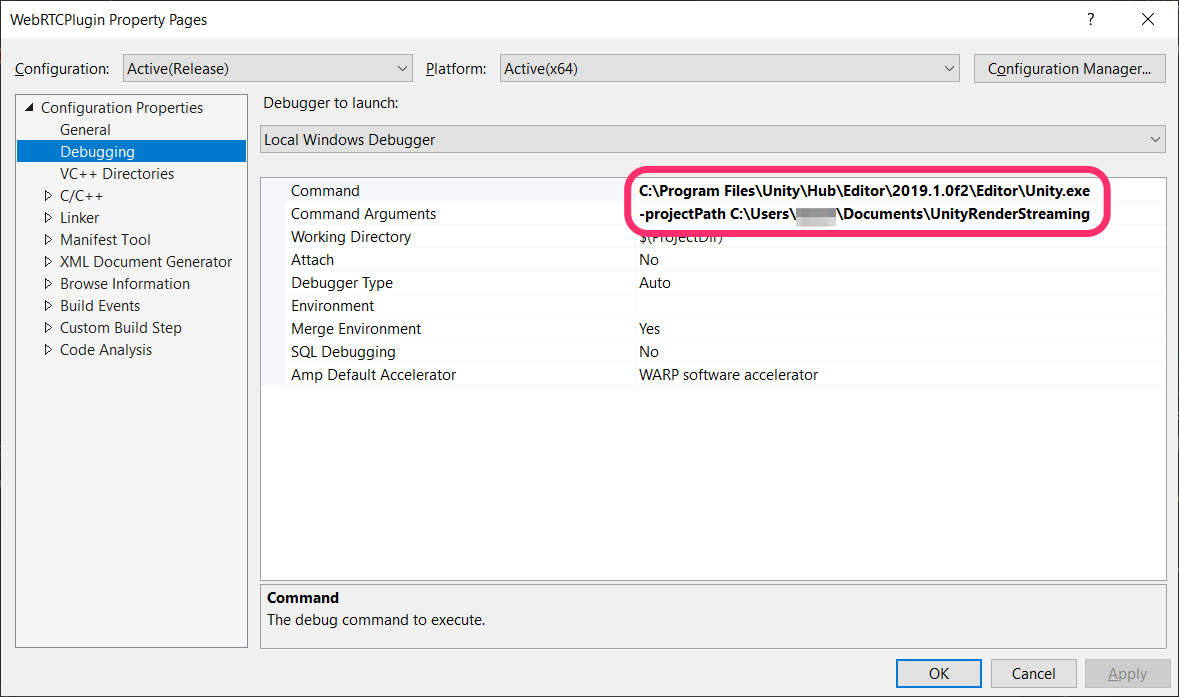 WebRTCPlugin Property Pages
?
Configuration: Active(Release) Platform: Active(x64) Configuration Manager...
Configuration Properties
General
Debugging
VC++ Directories
C/C++
Linker
Manifest Tool
XML Document Generator
Browse Information
Build Events
Custom Build Step
Code Analysis
Debugger to launch:
Local Windows Debugger
Command C:\Program Files\Unity\Hub\Editor\2019.1.0f2\Editor\Unity.exe
Command Arguments -projectPath C:\Users\ \Documents\UnityRenderStreaming
Working Directory $(ProjectDir)
Attach No
Debugger Type Auto
Environment
Merge Environment Yes
SQL Debugging No
Amp Default Accelerator WARP software accelerator
Command
The debug command to execute.
OK Cancel Apply